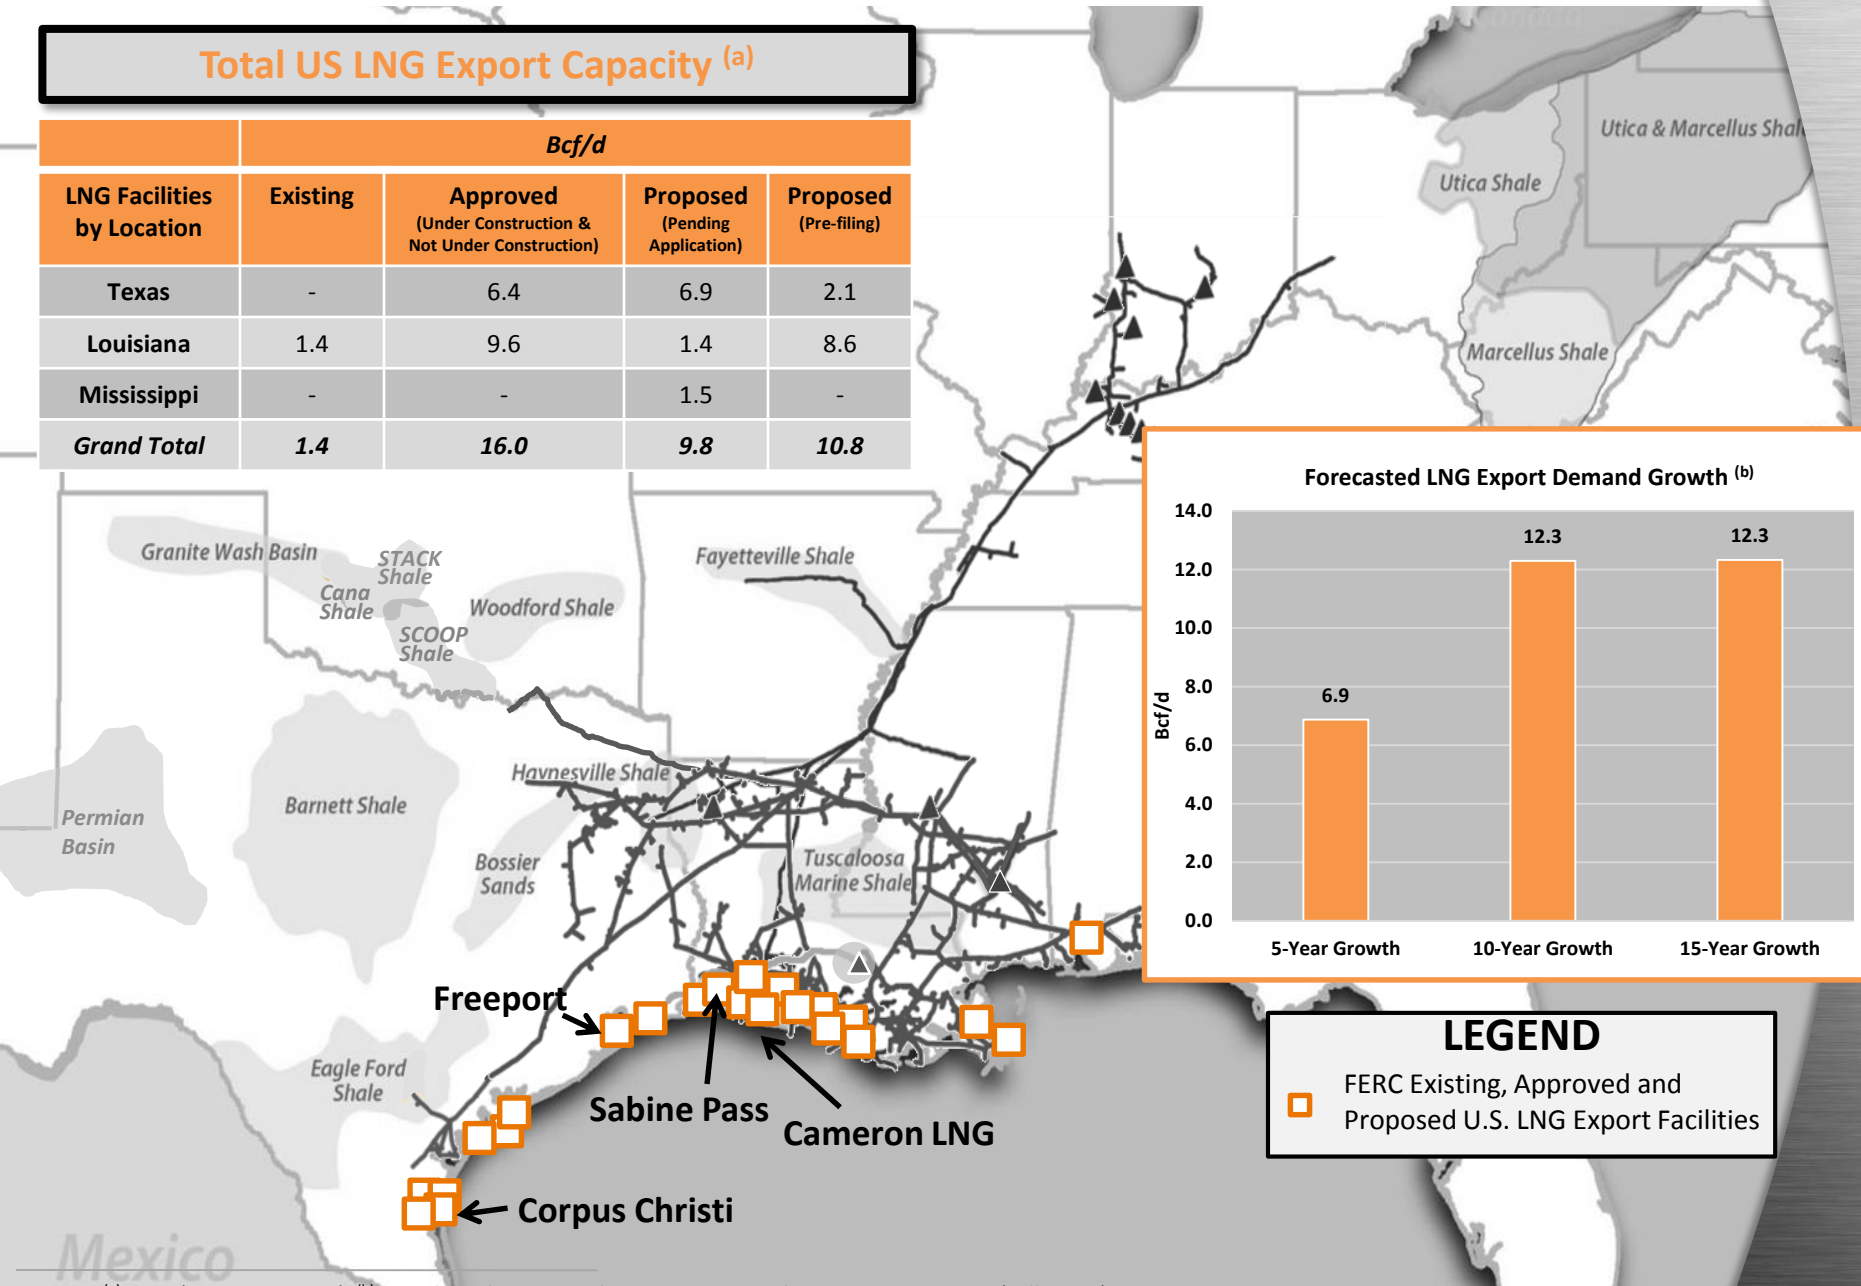 Total US LNG Export Capacity (a)
Bcf/d
LNG Facilities by Location
Existing
Approved
(Under Construction & Not Under Construction)
Proposed
(Pending Application)
Proposed
(Pre-filing)
Texas - 6.4 6.9 2.1
Louisiana 1.4 9.6 1.4 8.6
Mississippi - - 1.5 -
Grand Total 1.4 16.0 9.8 10.8
Canada
Utica & Marcellus Shal
Utica Shale
Marcellus Shale
Granite Wash Basin
STACK
Shale
Cana
Shale
SCOOP
Shale
Woodford Shale
Fayetteville Shale
Haynesville Shale
Barnett Shale
Permian
Basin
Bossier
Sands
Tuscaloosa
Marine Shale
Eagle Ford
Shale
Freeport
Sabine Pass
Cameron LNG
Corpus Christi
Mexico
Forecasted LNG Export Demand Growth (b)
Bcf/d
14.0
12.0
10.0
8.0
6.0
4.0
2.0
0.0
6.9
12.3
12.3
5-Year Growth
10-Year Growth
15-Year Growth
LEGEND
FERC Existing, Approved and
Proposed U.S. LNG Export Facilities